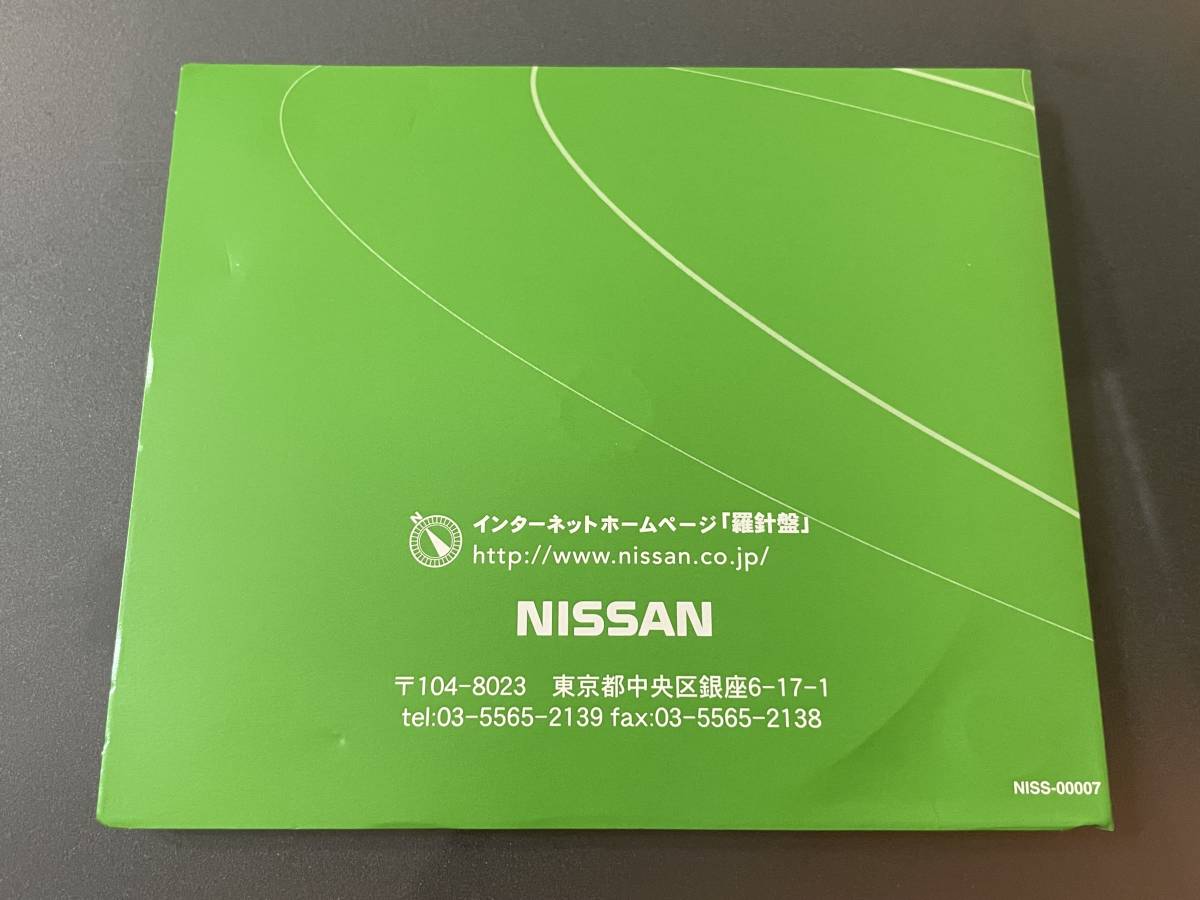 N
インターネットホームページ「羅針盤」
http://www.nissan.co.jp/
NISSAN
〒104-8023　東京都中央区銀座6-17-1
tel:03-5565-2139 fax:03-5565-2138
NISS-00007